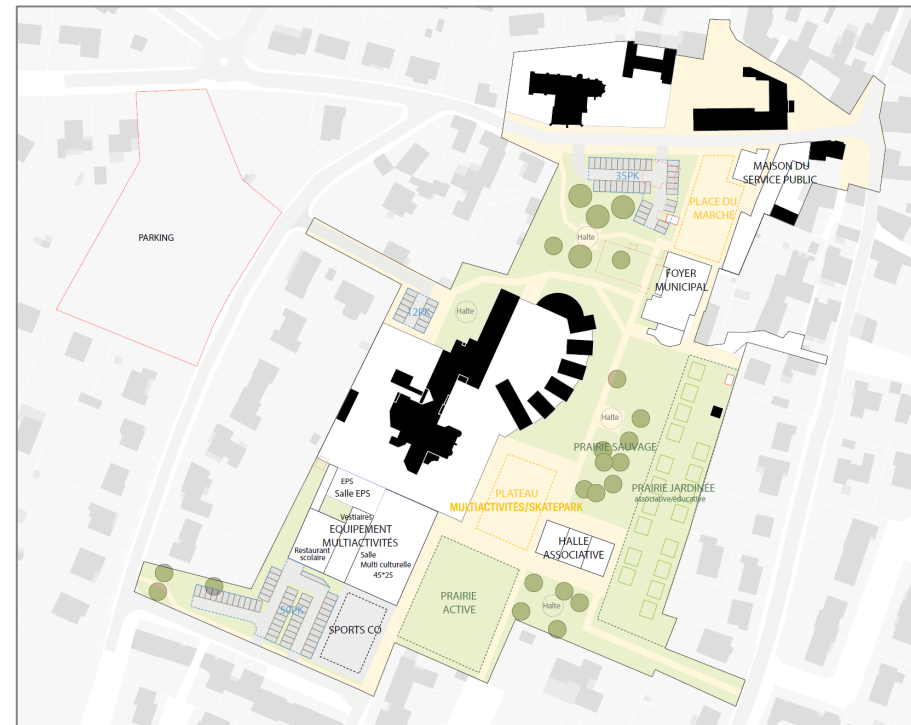 MAISON DU
SERVICE PUBLIC
35PK
PLACE DU
MARCHE
PARKING
Halte
FOYER
MUNICIPAL
12PK
Halte
Halte
PRAIRIE SAUVAGE
EPS
Salle EPS
PLATEAU
MULTIACTIVITÉS/SKATEPARK
PRAIRIE JARDINÉE
associative/éducative
Vestiaires
EQUIPEMENT
MULTIACTIVITÉS
Restaurant
scolaire
Salle
Multi culturelle
45*25
HALLE
ASSOCIATIVE
PRAIRIE
ACTIVE
Halte
50PK
SPORTS CO